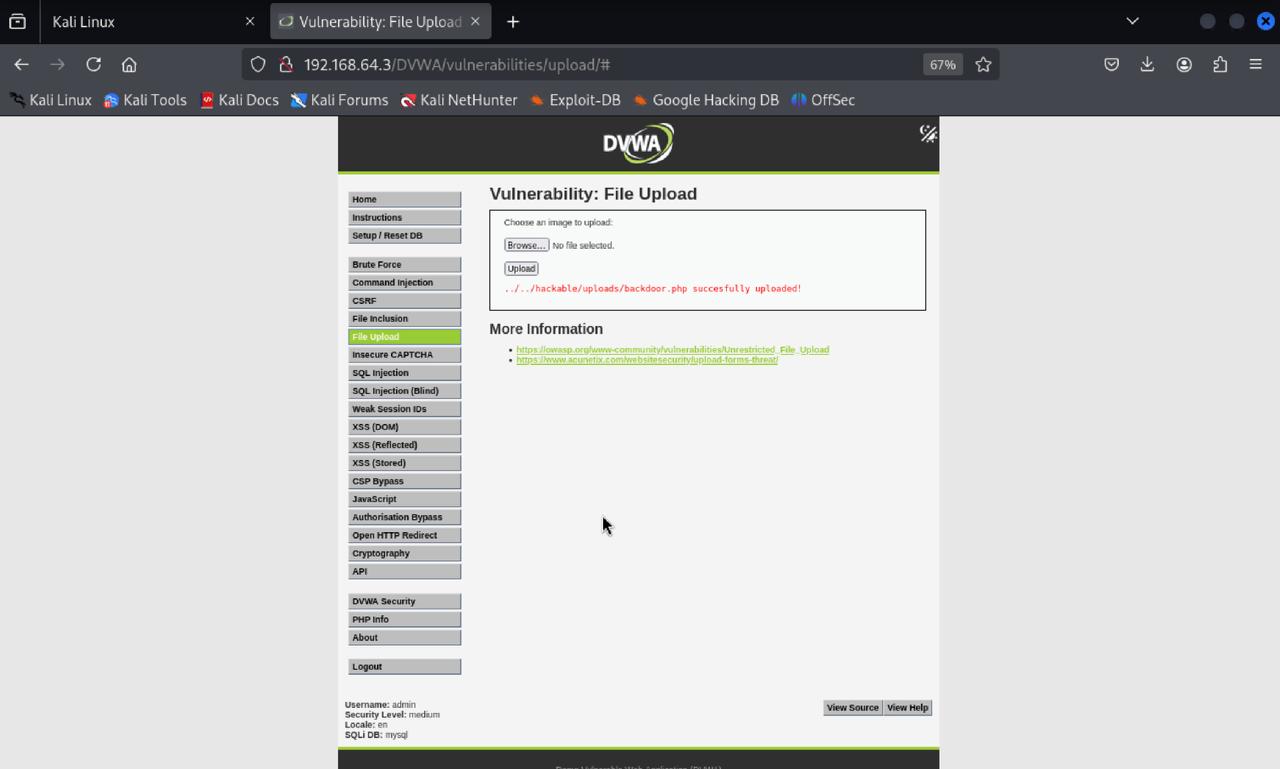 Kali Linux
Vulnerability: File Upload
192.168.64.3/DVWA/vulnerabilities/upload/#
67%
Kali Linux
Kali Tools
Kali Docs
Kali Forums
Kali NetHunter
Exploit-DB
Google Hacking DB
OffSec
DVWA
Home
Instructions
Setup / Reset DB
Brute Force
Command Injection
CSRF
File Inclusion
File Upload
Insecure CAPTCHA
SQL Injection
SQL Injection (Blind)
Weak Session IDs
XSS (DOM)
XSS (Reflected)
XSS (Stored)
CSP Bypass
JavaScript
Authorisation Bypass
Open HTTP Redirect
Cryptography
API
DVWA Security
PHP Info
About
Logout
Vulnerability: File Upload
Choose an image to upload:
Browse... No file selected.
Upload
../../hackable/uploads/backdoor.php succesfully uploaded!
More Information
https://owasp.org/www-community/vulnerabilities/Unrestricted_File_Upload
https://www.acunetix.com/websitesecurity/upload-forms-threat/
Username: admin
Security Level: medium
Locale: en
SQLi DB: mysql
View Source
View Help
Damn Vulnerable Web Application (DVWA)